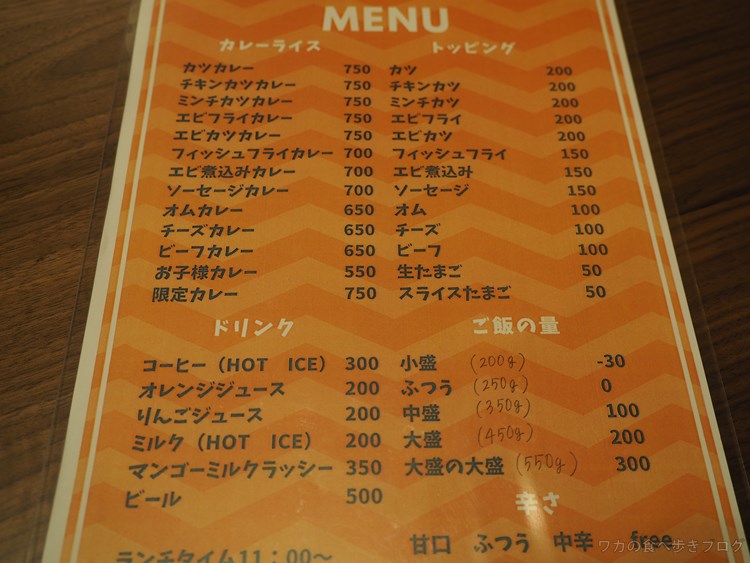 MENU
カレーライス
カツカレー 750
チキンカツカレー 750
ミンチカツカレー 750
エビフライカレー 750
エビカツカレー 750
フィッシュフライカレー 700
エビ煮込みカレー 700
ソーセージカレー 700
オムカレー 650
チーズカレー 650
ビーフカレー 650
お子様カレー 550
限定カレー 750
トッピング
カツ 200
チキンカツ 200
ミンチカツ 200
エビフライ 200
エビカツ 200
フィッシュフライ 150
エビ煮込み 150
ソーセージ 150
オム 100
チーズ 100
ビーフ 100
生たまご 50
スライスたまご 50
ドリンク
コーヒー（HOT ICE） 300
オレンジジュース 200
りんごジュース 200
ミルク（HOT ICE） 200
マンゴーミルクラッシー 350
ビール 500
ご飯の量
小盛 (200g) -30
ふつう (250g) 0
中盛 (350g) 100
大盛 (450g) 200
大盛の大盛 (550g) 300
辛さ
甘口 ふつう 中辛 free
ランチタイム11：00～
ワカの食べ歩きブログ